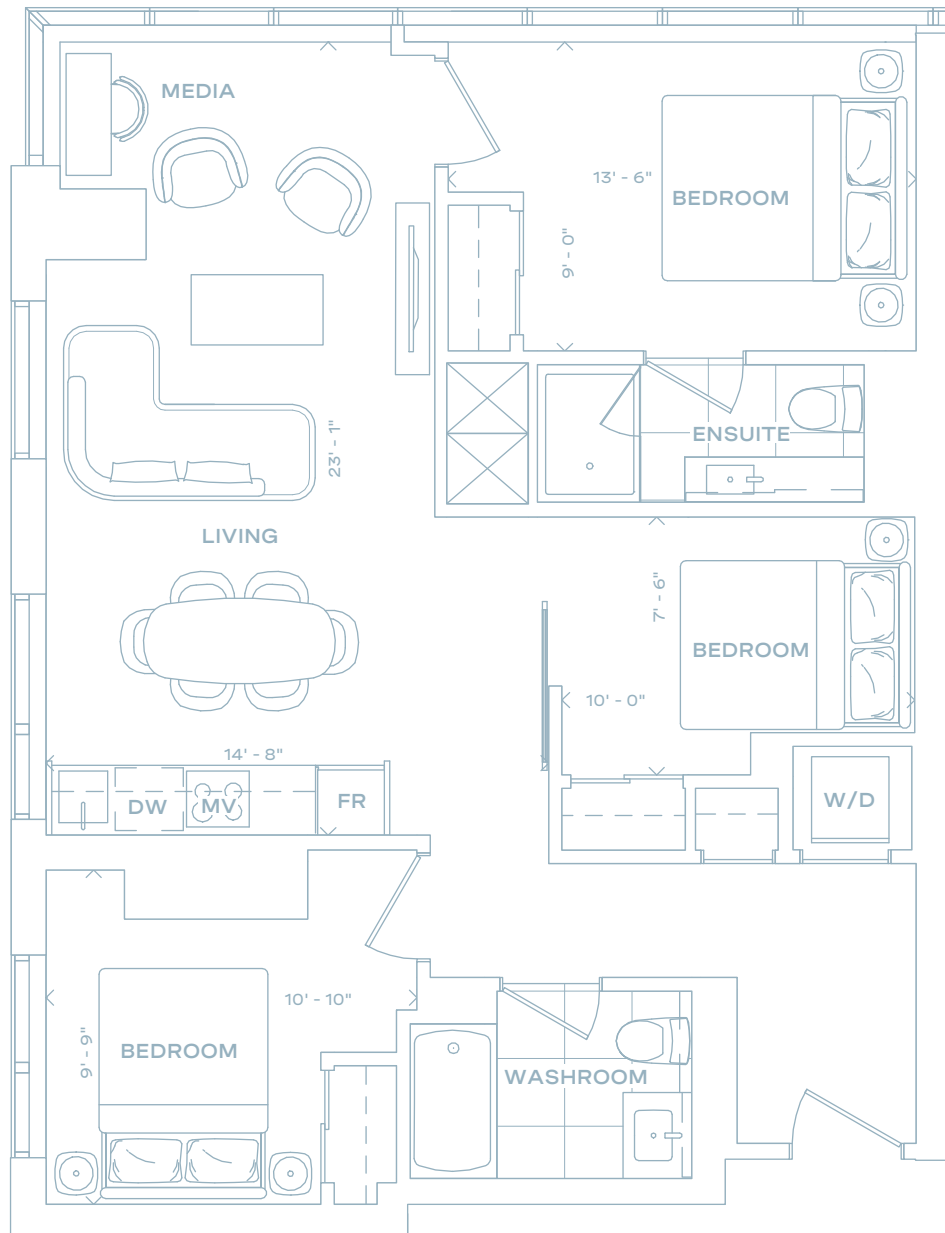 MEDIA
13' - 6"
BEDROOM
9' - 0"
ENSUITE
23' - 1"
LIVING
7' - 6"
BEDROOM
10' - 0"
14' - 8"
DW
MV
FR
W/D
10' - 10"
9' - 9"
BEDROOM
WASHROOM